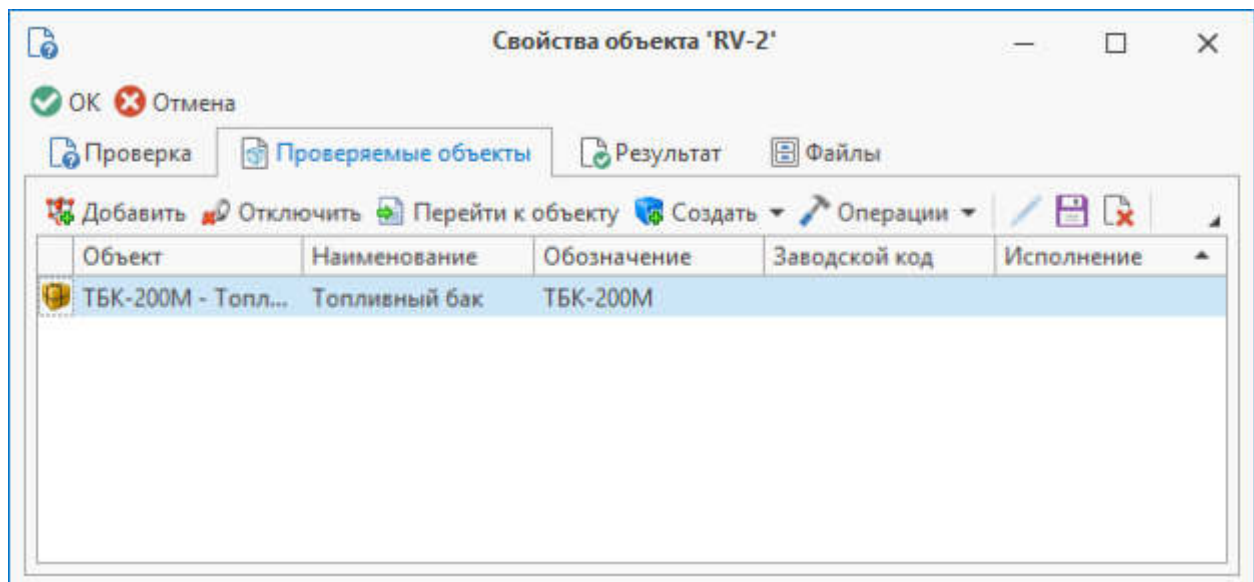 Свойства объекта 'RV-2'
ОК Отмена
Проверка Проверяемые объекты Результат Файлы
Добавить Отключить Перейти к объекту Создать Операции
Объект Наименование Обозначение Заводской код Исполнение
ТБК-200М - Топл... Топливный бак ТБК-200М